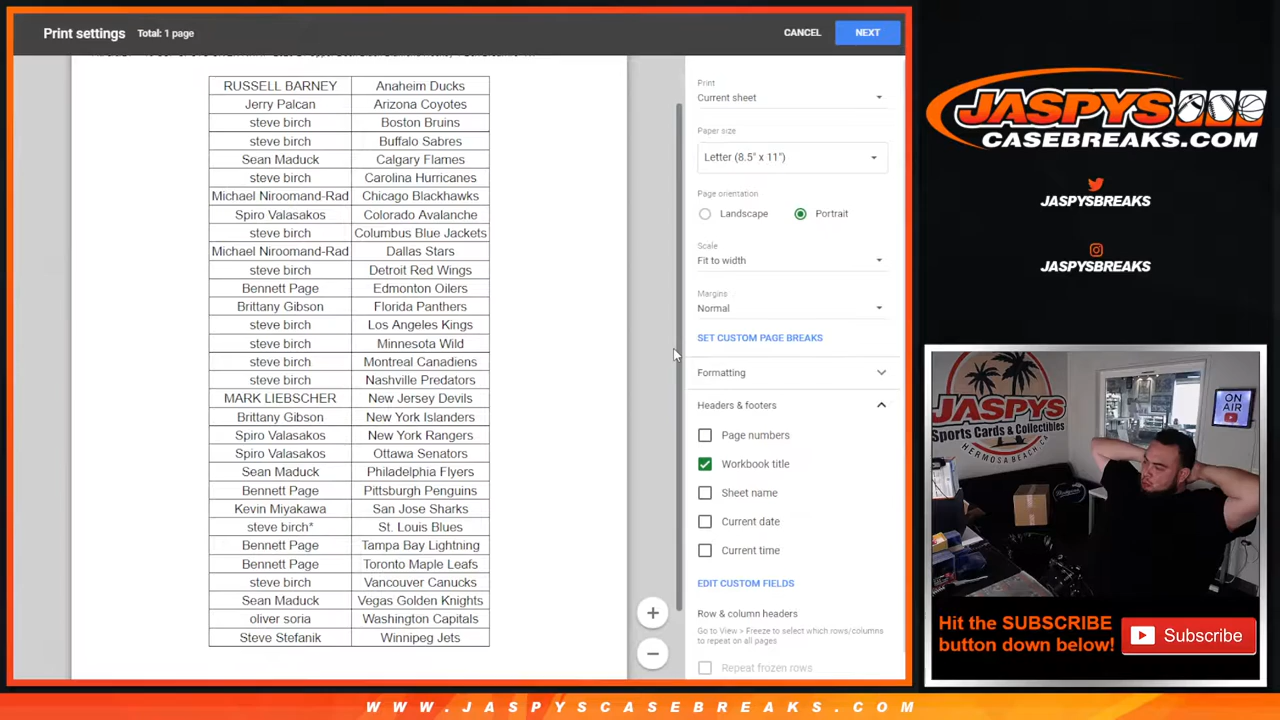 Print settings Total: 1 page CANCEL NEXT
RUSSELL BARNEY Anaheim Ducks
Jerry Palcan Arizona Coyotes
steve birch Boston Bruins
steve birch Buffalo Sabres
Sean Maduck Calgary Flames
steve birch Carolina Hurricanes
Michael Niroomand-Rad Chicago Blackhawks
Spiro Valasakos Colorado Avalanche
steve birch Columbus Blue Jackets
Michael Niroomand-Rad Dallas Stars
steve birch Detroit Red Wings
Bennett Page Edmonton Oilers
Brittany Gibson Florida Panthers
steve birch Los Angeles Kings
steve birch Minnesota Wild
steve birch Montreal Canadiens
steve birch Nashville Predators
MARK LIEBSCHER New Jersey Devils
Brittany Gibson New York Islanders
Spiro Valasakos New York Rangers
Spiro Valasakos Ottawa Senators
Sean Maduck Philadelphia Flyers
Bennett Page Pittsburgh Penguins
Kevin Miyakawa San Jose Sharks
steve birch* St. Louis Blues
Bennett Page Tampa Bay Lightning
Bennett Page Toronto Maple Leafs
steve birch Vancouver Canucks
Sean Maduck Vegas Golden Knights
oliver soria Washington Capitals
Steve Stefanik Winnipeg Jets
Print
Current sheet
Paper size
Letter (8.5" x 11")
Page orientation
Landscape Portrait
Scale
Fit to width
Margins
Normal
SET CUSTOM PAGE BREAKS
Formatting
Headers & footers
Page numbers
Workbook title
Sheet name
Current date
Current time
EDIT CUSTOM FIELDS
Row & column headers
Go to View > Freeze to select which rows/columns
to repeat on all pages
Repeat frozen rows
JASPYS
CASEBREAKS.COM
JASPYSBREAKS
JASPYSBREAKS
JASPYS
Sports Cards & Collectibles
HERMOSA BEACH CA
ON
AIR
Hit the SUBSCRIBE
button down below!
Subscribe
WWW.JASPYSCASEBREAKS.COM